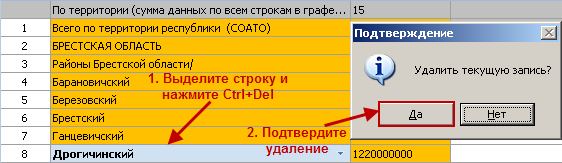 По территории (сумма данных по всем строкам в графе... 15
1 Всего по территории республики (СОАТО)
2 БРЕСТСКАЯ ОБЛАСТЬ
3 Районы Брестской области/
4 Барановичский
5 Березовский
6 Брестский
7 Ганцевичский
8 Дрогичинский 1220000000
1. Выделите строку и
нажмите Ctrl+Del
2. Подтвердите
удаление
Подтверждение
Удалить текущую запись?
Да Нет